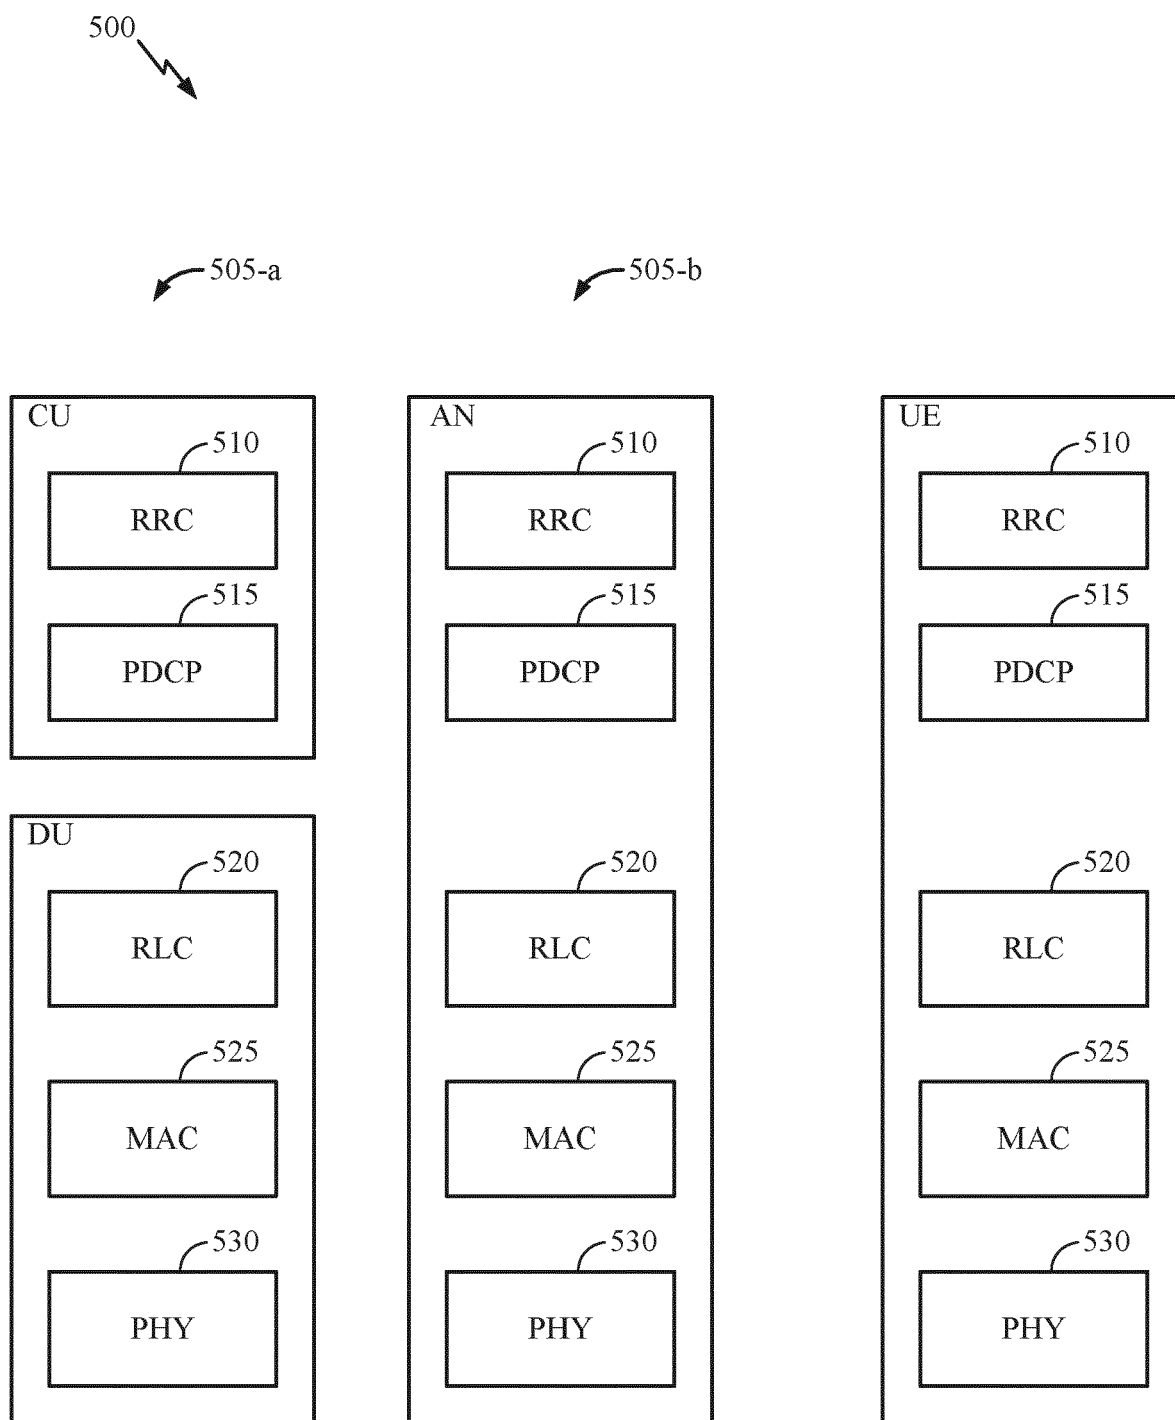 500
505-a 505-b
CU AN UE
510 510 510
RRC RRC RRC
515 515 515
PDCP PDCP PDCP
DU
520 520 520
RLC RLC RLC
525 525 525
MAC MAC MAC
530 530 530
PHY PHY PHY